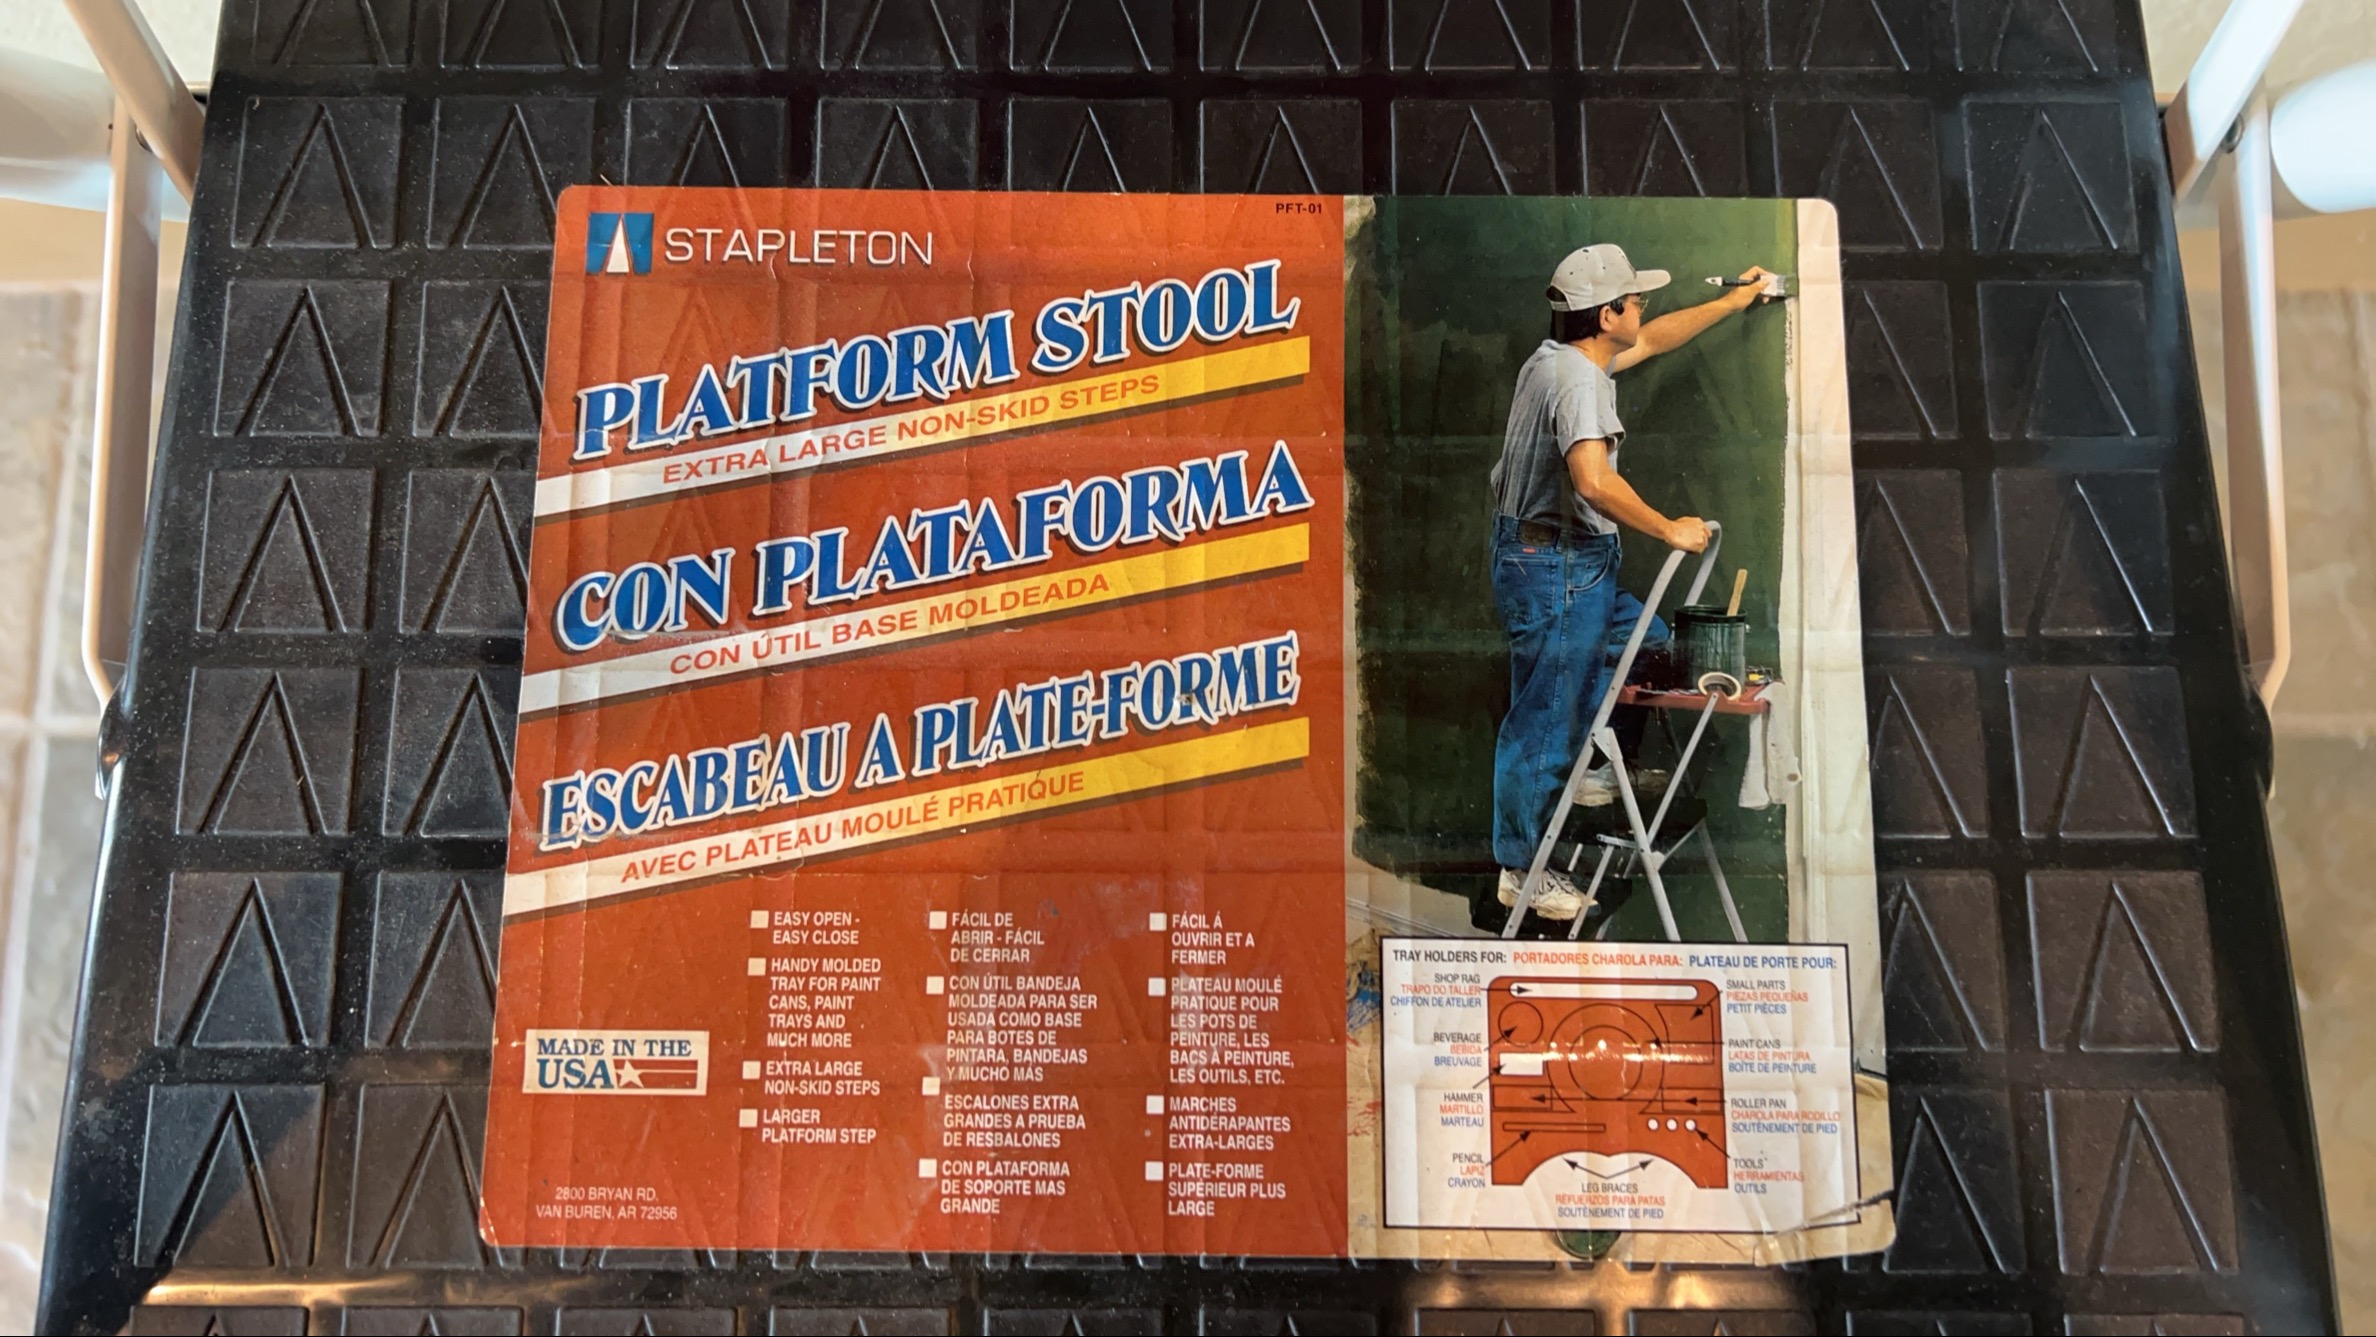 STAPLETON
PFT-01
PLATFORM STOOL
EXTRA LARGE NON-SKID STEPS
CON PLATAFORMA
CON ÚTIL BASE MOLDEADA
ESCABEAU A PLATE-FORME
AVEC PLATEAU MOULÉ PRATIQUE
EASY OPEN -
EASY CLOSE
HANDY MOLDED
TRAY FOR PAINT
CANS, PAINT
TRAYS AND
MUCH MORE
EXTRA LARGE
NON-SKID STEPS
LARGER
PLATFORM STEP
FÁCIL DE
ABRIR - FÁCIL
DE CERRAR
CON ÚTIL BANDEJA
MOLDEADA PARA SER
USADA COMO BASE
PARA BOTES DE
PINTARA, BANDEJAS
Y MUCHO MÁS
ESCALONES EXTRA
GRANDES A PRUEBA
DE RESBALONES
CON PLATAFORMA
DE SOPORTE MAS
GRANDE
FÁCIL Á
OUVRIR ET A
FERMER
PLATEAU MOULÉ
PRATIQUE POUR
LES POTS DE
PEINTURE, LES
BACS À PEINTURE,
LES OUTILS, ETC.
MARCHES
ANTIDÉRAPANTES
EXTRA-LARGES
PLATE-FORME
SUPÉRIEUR PLUS
LARGE
MADE IN THE
USA
2800 BRYAN RD.
VAN BUREN, AR 72956
TRAY HOLDERS FOR: PORTADORES CHAROLA PARA: PLATEAU DE PORTE POUR:
SHOP RAG
TRAPO DO TALLER
CHIFFON DE ATELIER
BEVERAGE
BEBIDA
BREUVAGE
HAMMER
MARTILLO
MARTEAU
PENCIL
LAPIZ
CRAYON
SMALL PARTS
PIEZAS PEQUEÑAS
PETIT PIÈCES
PAINT CANS
LATAS DE PINTURA
BOÎTE DE PEINTURE
ROLLER PAN
CHAROLA PARA RODILLO
SOUTÈNEMENT DE PIED
TOOLS
HERRAMIENTAS
OUTILS
LEG BRACES
REFUERZOS PARA PATAS
SOUTÈNEMENT DE PIED